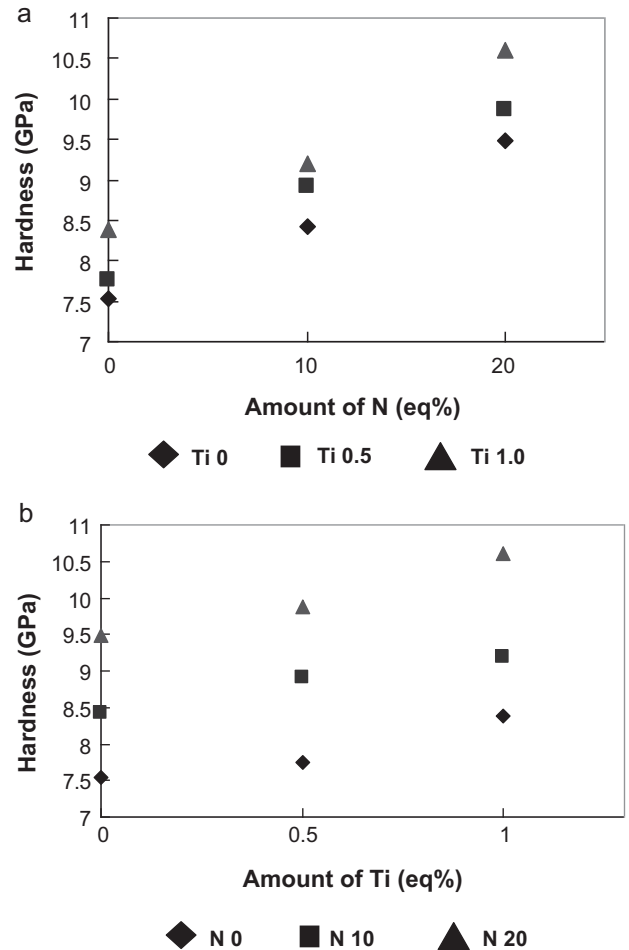 a
11
10.5
10
9.5
9
8.5
8
7.5
7
Hardness (GPa)
0 10 20
Amount of N (eq%)
Ti 0 Ti 0.5 Ti 1.0
b
11
10.5
10
9.5
9
8.5
8
7.5
7
Hardness (GPa)
0 0.5 1
Amount of Ti (eq%)
N 0 N 10 N 20